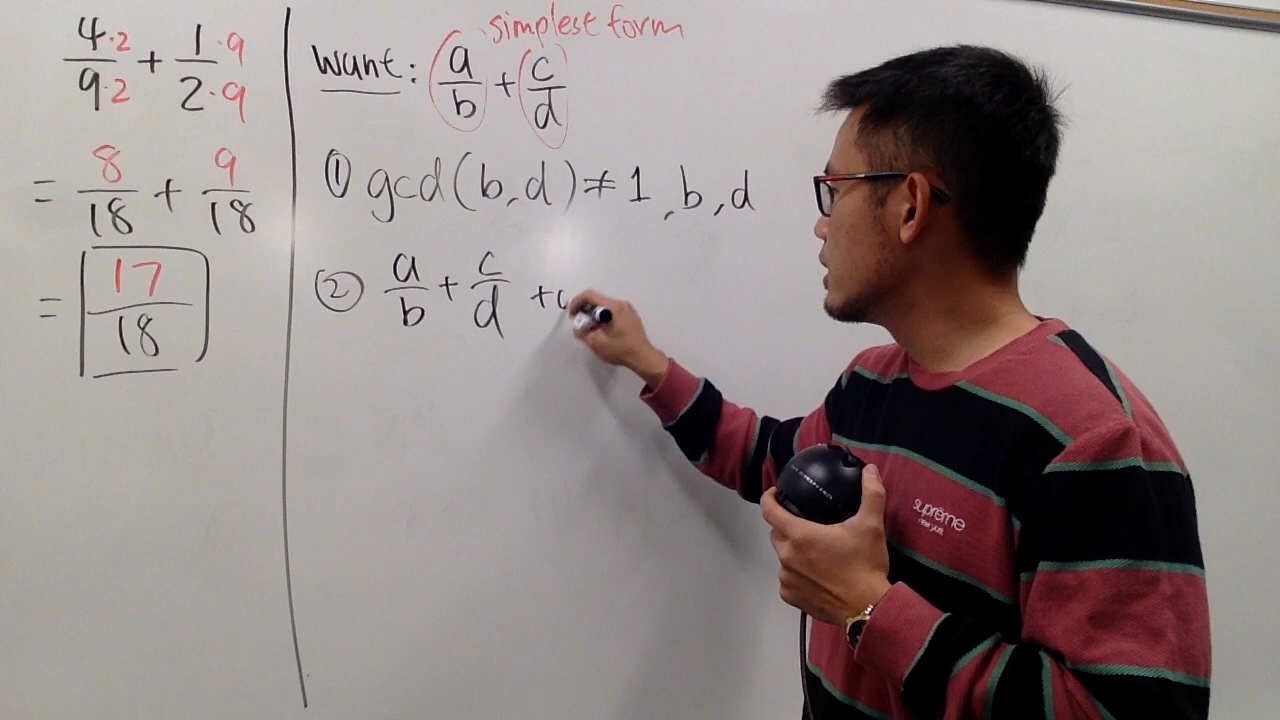 4·2/9·2 + 1·9/2·9
= 8/18 + 9/18
= 17/18
simplest form
Want: a/b + c/d
① gcd(b,d)≠1,b,d
② a/b + c/d +
suprēme
new york